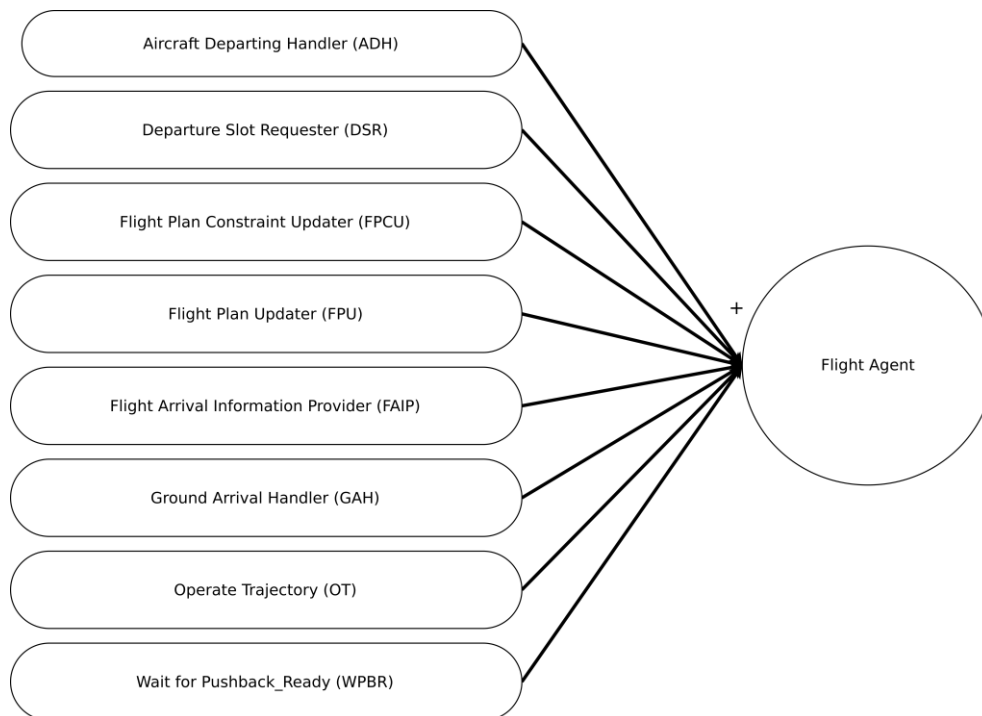 Aircraft Departing Handler (ADH)
Departure Slot Requester (DSR)
Flight Plan Constraint Updater (FPCU)
+
Flight Plan Updater (FPU)
Flight Agent
Flight Arrival Information Provider (FAIP)
Ground Arrival Handler (GAH)
Operate Trajectory (OT)
Wait for Pushback_Ready (WPBR)